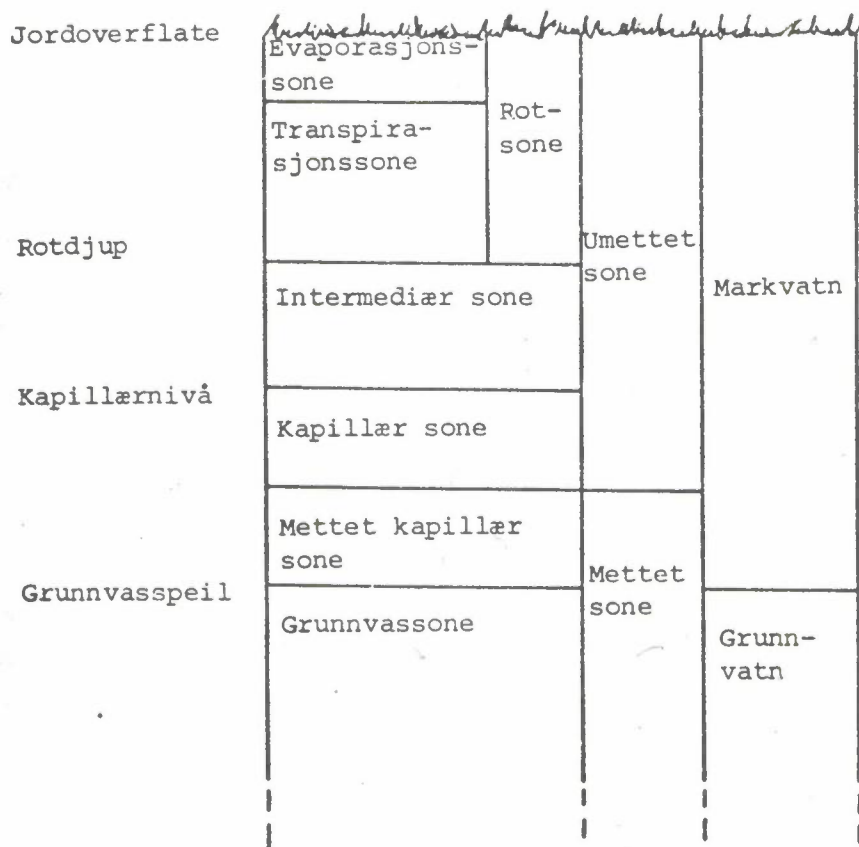 Jordoverflate
Evaporasjons-
sone
Transpira-
sjonssone
Rot-
sone
Rotdjup
Umettet
sone
Markvatn
Intermediær sone
Kapillærnivå
Kapillær sone
Mettet kapillær
sone
Mettet
sone
Grunnvasspeil
Grunnvassone
Grunn-
vatn